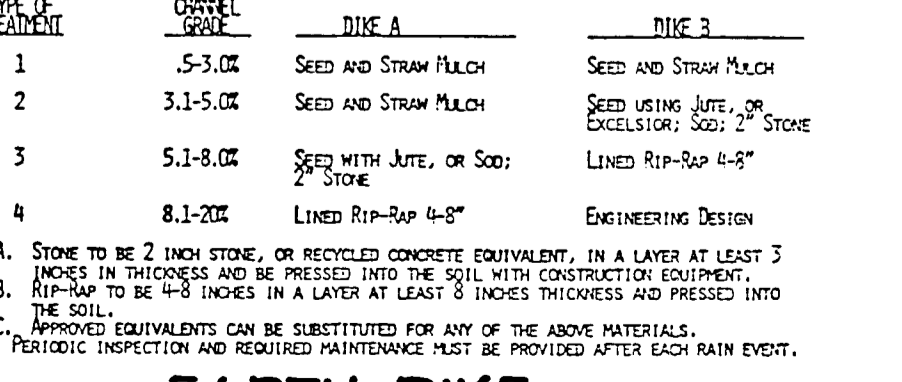 TYPE OF CHANNEL
TREATMENT GRADE DIKE A DIKE B
1 .5-3.0% SEED AND STRAW MULCH SEED AND STRAW MULCH
2 3.1-5.0% SEED AND STRAW MULCH SEED USING JUTE, OR
EXCELSIOR; SOD; 2" STONE
3 5.1-8.0% SEED WITH JUTE, OR SOD; LINED RIP-RAP 4-8"
2" STONE
4 8.1-20% LINED RIP-RAP 4-8" ENGINEERING DESIGN
A. STONE TO BE 2 INCH STONE, OR RECYCLED CONCRETE EQUIVALENT, IN A LAYER AT LEAST 3
INCHES IN THICKNESS AND BE PRESSED INTO THE SOIL WITH CONSTRUCTION EQUIPMENT.
B. RIP-RAP TO BE 4-8 INCHES IN A LAYER AT LEAST 8 INCHES THICKNESS AND PRESSED INTO
THE SOIL.
C. APPROVED EQUIVALENTS CAN BE SUBSTITUTED FOR ANY OF THE ABOVE MATERIALS.
PERIODIC INSPECTION AND REQUIRED MAINTENANCE MUST BE PROVIDED AFTER EACH RAIN EVENT.